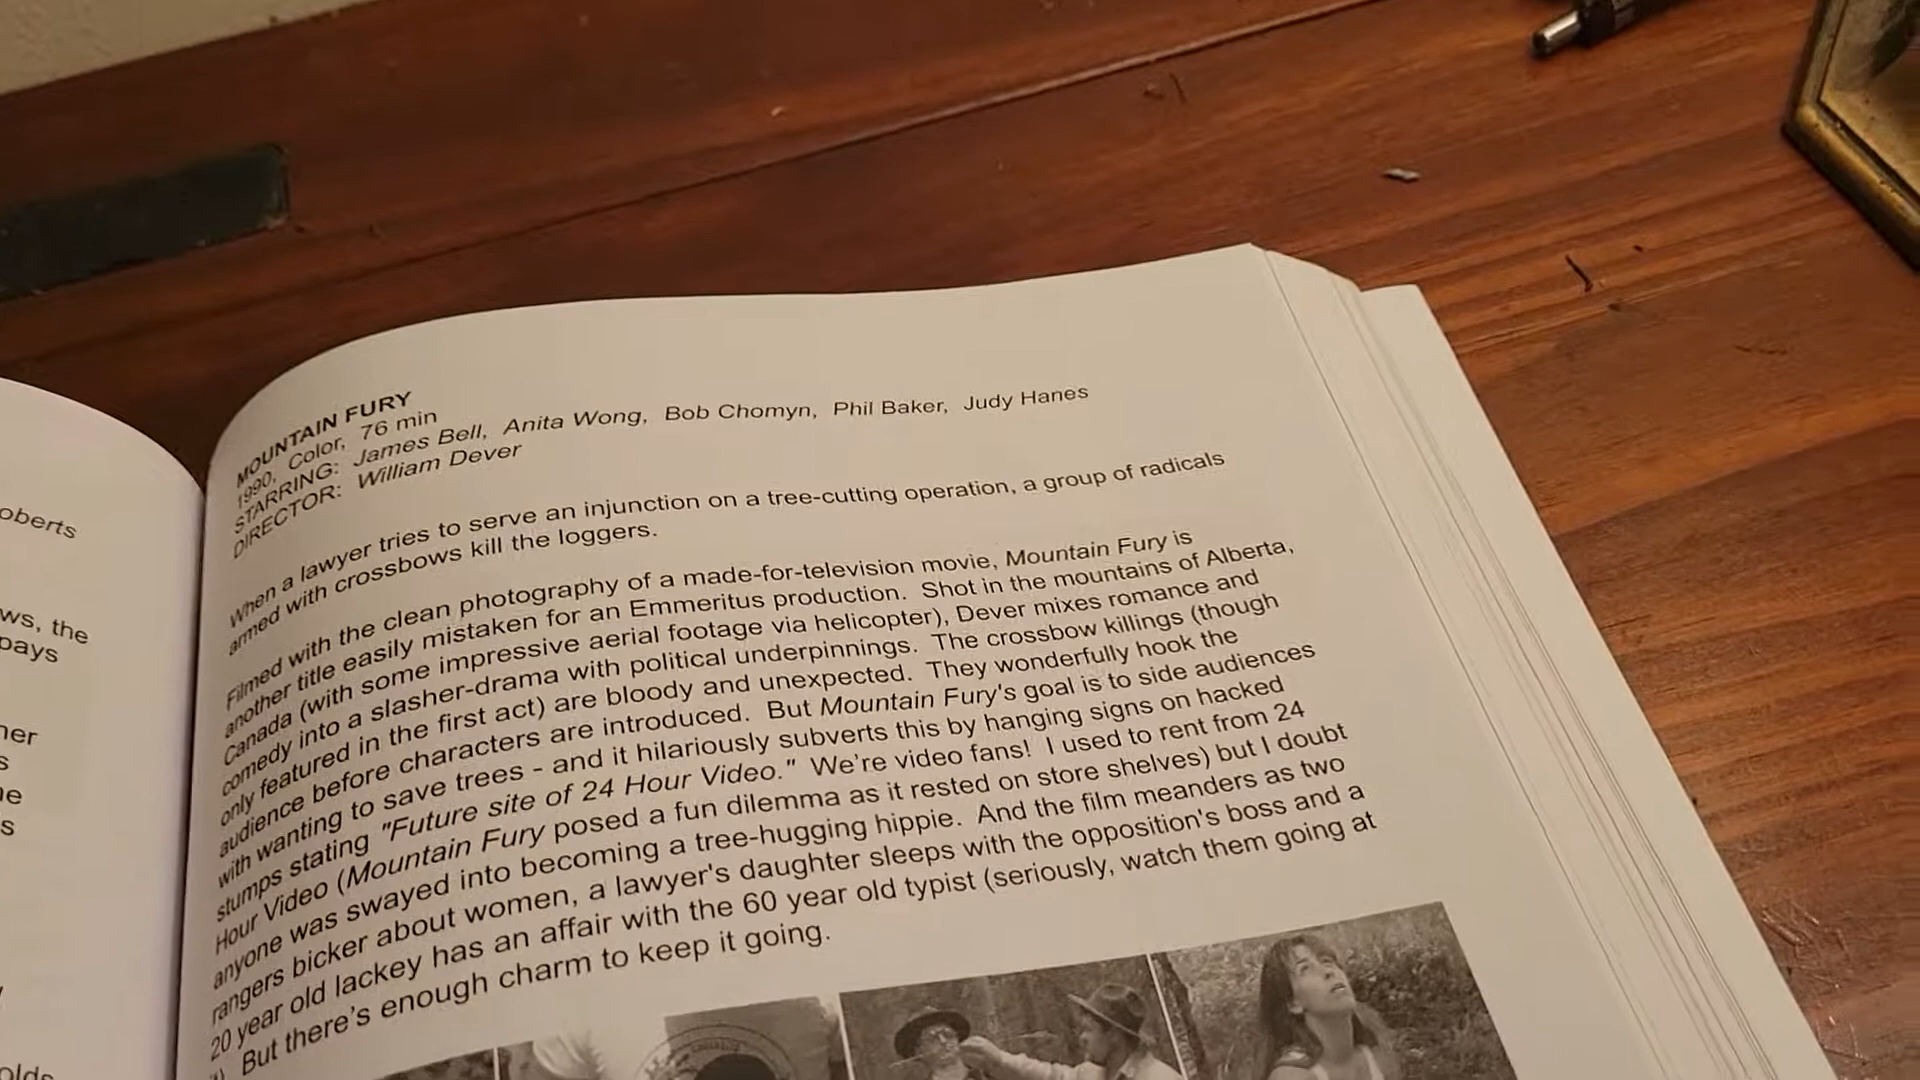 oberts
ws, the
pays
her
s
ne
s
olds
MOUNTAIN FURY
1990, Color, 76 min
STARRING: James Bell, Anita Wong, Bob Chomyn, Phil Baker, Judy Hanes
DIRECTOR: William Dever
When a lawyer tries to serve an injunction on a tree-cutting operation, a group of radicals
armed with crossbows kill the loggers.
Filmed with the clean photography of a made-for-television movie, Mountain Fury is
another title easily mistaken for an Emmeritus production. Shot in the mountains of Alberta,
Canada (with some impressive aerial footage via helicopter), Dever mixes romance and
comedy into a slasher-drama with political underpinnings. The crossbow killings (though
only featured in the first act) are bloody and unexpected. They wonderfully hook the
audience before characters are introduced. But Mountain Fury's goal is to side audiences
with wanting to save trees - and it hilariously subverts this by hanging signs on hacked
stumps stating "Future site of 24 Hour Video." We're video fans! I used to rent from 24
Hour Video (Mountain Fury posed a fun dilemma as it rested on store shelves) but I doubt
anyone was swayed into becoming a tree-hugging hippie. And the film meanders as two
rangers bicker about women, a lawyer's daughter sleeps with the opposition's boss and a
20 year old lackey has an affair with the 60 year old typist (seriously, watch them going at
But there's enough charm to keep it going.